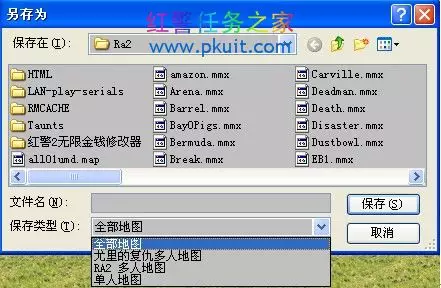 另存为
红警任务之家
保存在(I):
Ra2
www.pkuit.com
HTML
LAN-play-serials
RMCACHE
Taunts
红警2无限金钱修改器
all01umd.map
amazon.mmx
Arena.mmx
Barrel.mmx
BayOPigs.mmx
Bermuda.mmx
Break.mmx
Carville.mmx
Deadman.mmx
Death.mmx
Disaster.mmx
Dustbowl.mmx
EB1.mmx
文件名(N):
保存(S)
保存类型(T):
全部地图
取消
全部地图
尤里的复仇多人地图
RA2 多人地图
单人地图